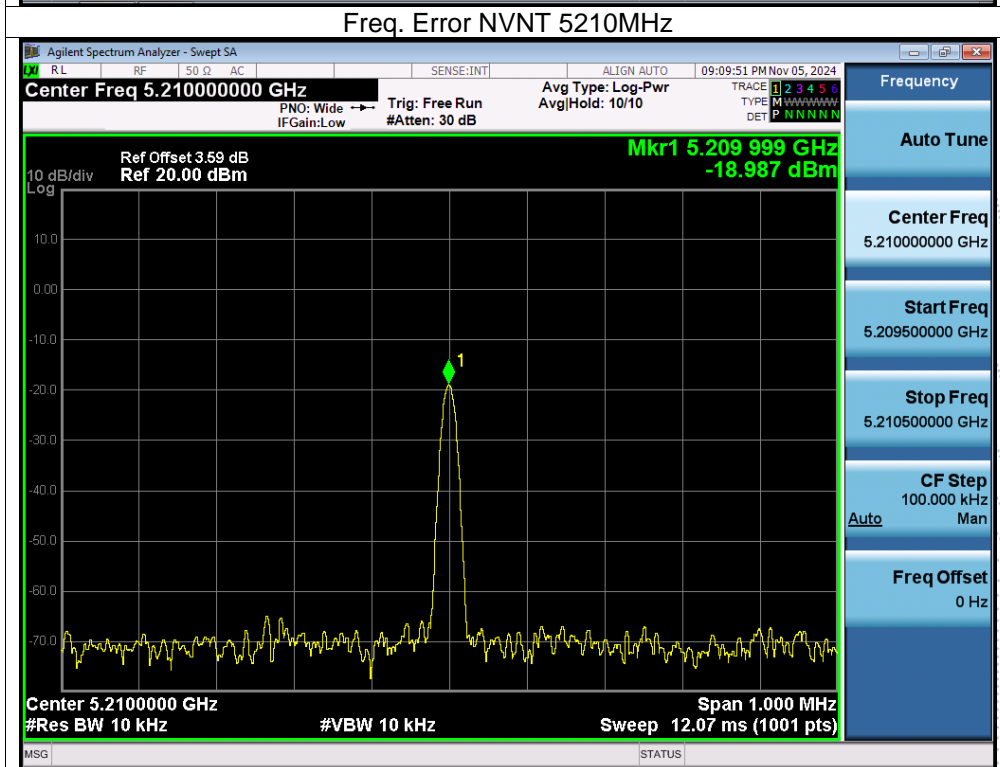 Freq. Error NVNT 5210MHz
Agilent Spectrum Analyzer - Swept SA
LXI RL RF 50 Ω AC SENSE:INT ALIGN AUTO 09:09:51 PM Nov 05, 2024
Center Freq 5.210000000 GHz
PNO: Wide
IFGain:Low
Trig: Free Run
#Atten: 30 dB
Avg Type: Log-Pwr
Avg|Hold: 10/10
TRACE 1 2 3 4 5 6
TYPE M WWWWW
DET P N N N N N
Mkr1 5.209 999 GHz
-18.987 dBm
Ref Offset 3.59 dB
10 dB/div Ref 20.00 dBm
Log
10.0
0.00
-10.0
-20.0
-30.0
-40.0
-50.0
-60.0
-70.0
1
Center 5.2100000 GHz Span 1.000 MHz
#Res BW 10 kHz #VBW 10 kHz Sweep 12.07 ms (1001 pts)
MSG STATUS
Frequency
Auto Tune
Center Freq
5.210000000 GHz
Start Freq
5.209500000 GHz
Stop Freq
5.210500000 GHz
CF Step
100.000 kHz
Auto Man
Freq Offset
0 Hz